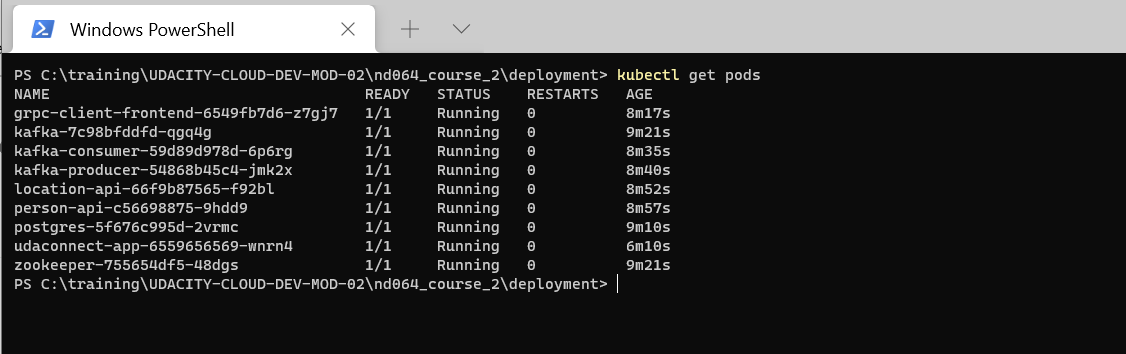 Windows PowerShell
PS C:\training\UDACITY-CLOUD-DEV-MOD-02\nd064_course_2\deployment> kubectl get pods
NAME READY STATUS RESTARTS AGE
grpc-client-frontend-6549fb7d6-z7gj7 1/1 Running 0 8m17s
kafka-7c98bfddfd-qgq4g 1/1 Running 0 9m21s
kafka-consumer-59d89d978d-6p6rg 1/1 Running 0 8m35s
kafka-producer-54868b45c4-jmk2x 1/1 Running 0 8m40s
location-api-66f9b87565-f92bl 1/1 Running 0 8m52s
person-api-c56698875-9hdd9 1/1 Running 0 8m57s
postgres-5f676c995d-2vrmc 1/1 Running 0 9m10s
udaconnect-app-6559656569-wnrn4 1/1 Running 0 6m10s
zookeeper-755654df5-48dgs 1/1 Running 0 9m21s
PS C:\training\UDACITY-CLOUD-DEV-MOD-02\nd064_course_2\deployment>